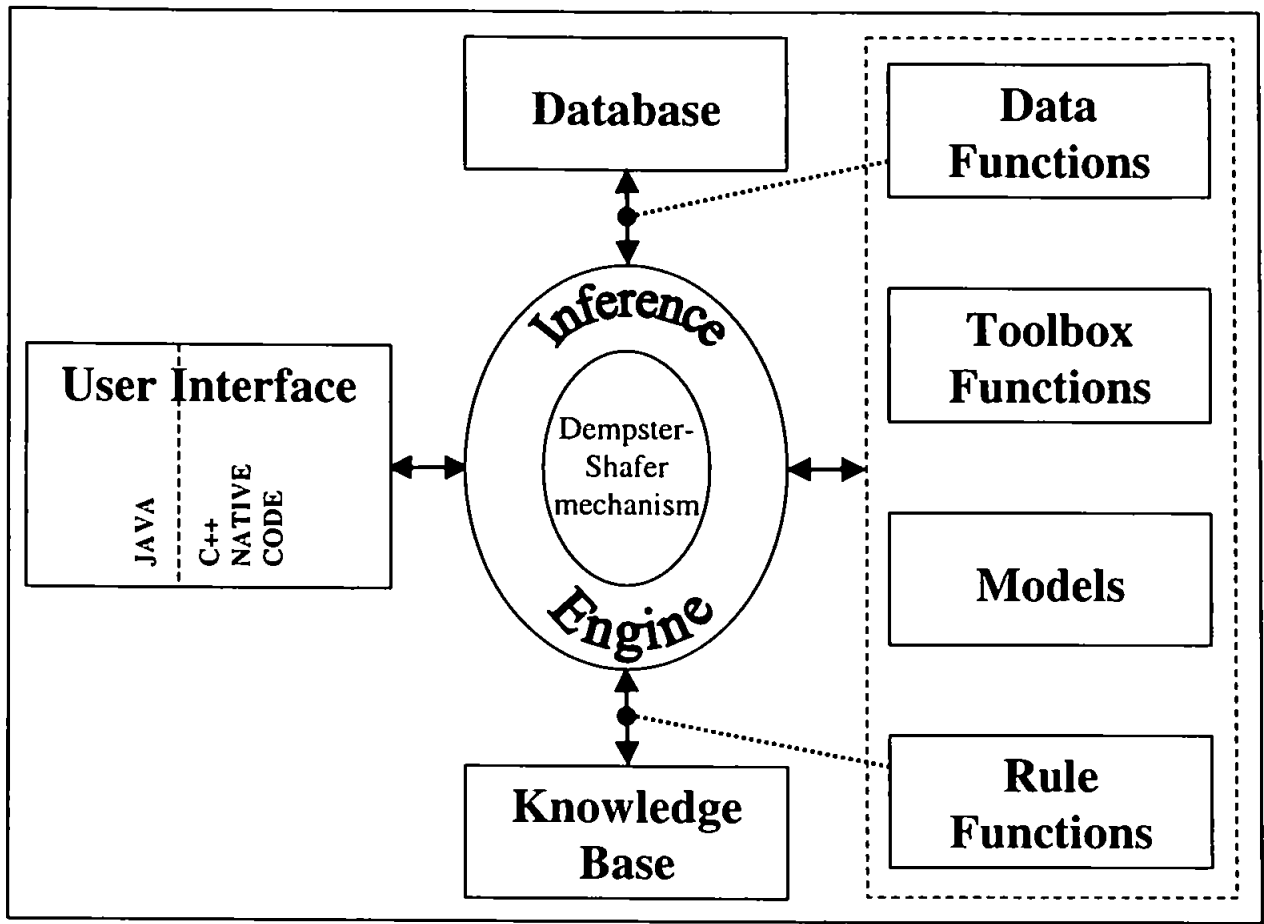 Database
Data
Functions
Inference
Toolbox
Functions
User Interface
JAVA
C++
NATIVE
CODE
Dempster-
Shafer
mechanism
Models
Engine
Knowledge
Base
Rule
Functions